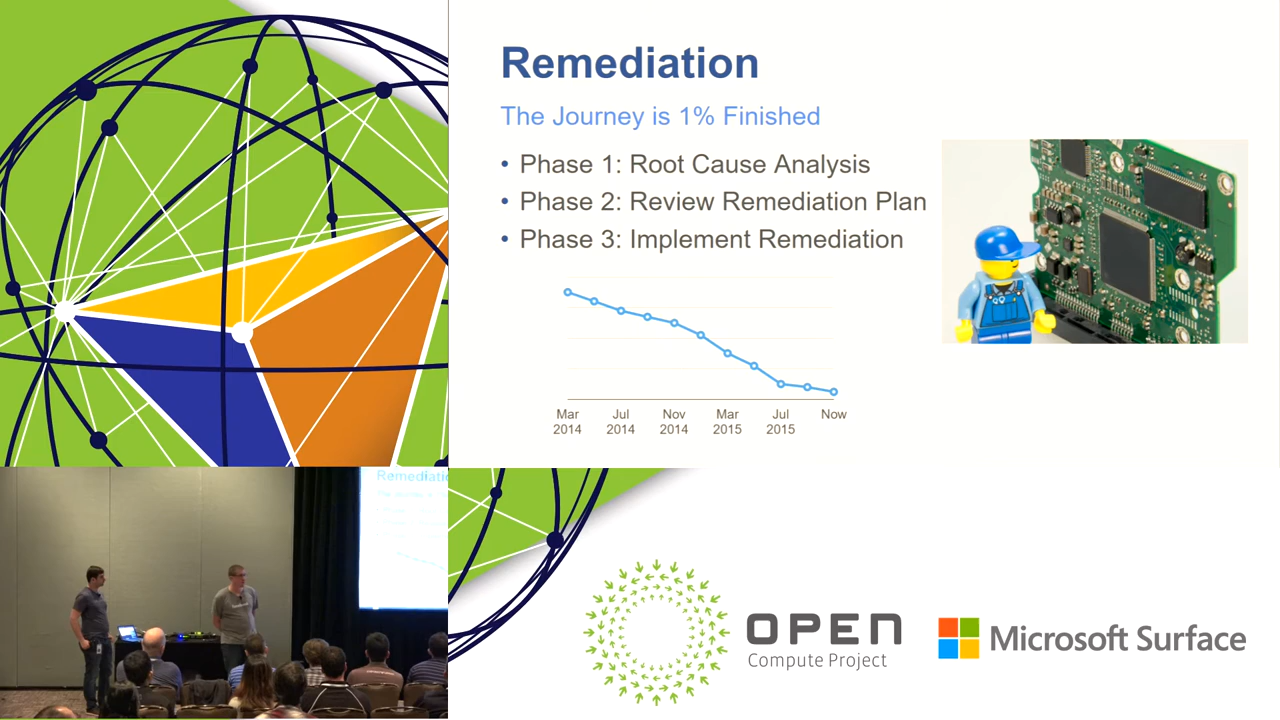 Remediation
The Journey is 1% Finished
• Phase 1: Root Cause Analysis
• Phase 2: Review Remediation Plan
• Phase 3: Implement Remediation
Mar Jul Nov Mar Jul Now
2014 2014 2014 2015 2015
Remediatio
OPEN
Compute Project
Microsoft Surface